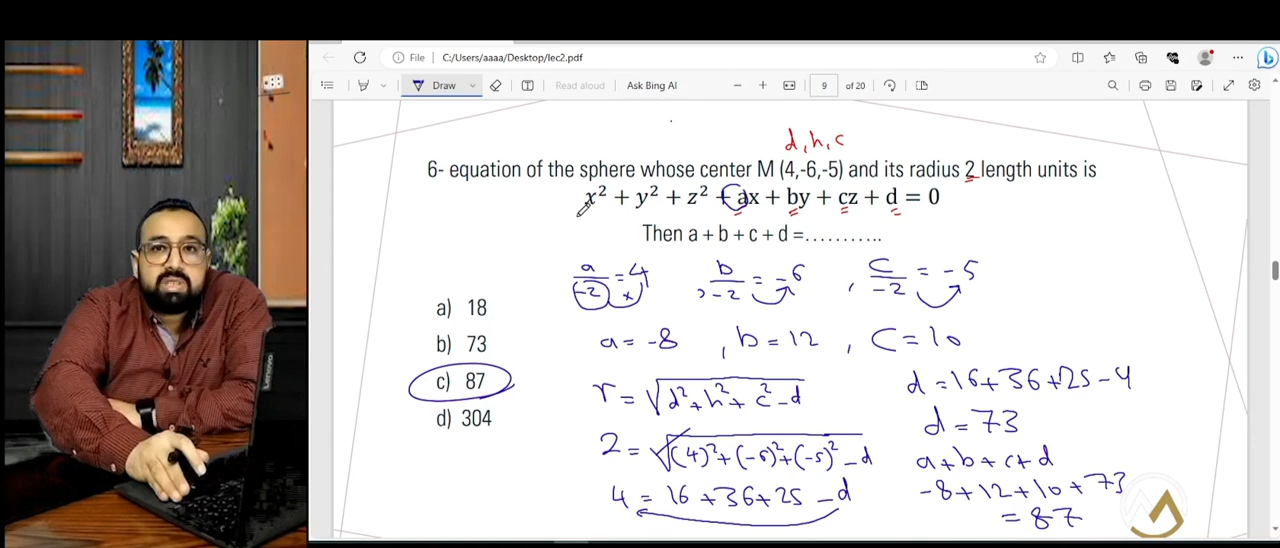 File | C:/Users/aaaa/Desktop/lec2.pdf
Draw | Read aloud | Ask Bing AI | 9 of 20
d, h, c
6- equation of the sphere whose center M (4,-6,-5) and its radius 2 length units is
x² + y² + z² + ax + by + cz + d = 0
Then a + b + c + d =...........
a/-2 = 4 , b/-2 = -6 , c/-2 = -5
a) 18
b) 73
c) 87
d) 304
a = -8 , b = 12 , c = 10
r = √d²+h²+c²-d
2 = √(4)²+(-6)²+(-5)²-d
4 = 16+36+25-d
d = 16+36+25-4
d = 73
a+b+c+d
-8+12+10+73
= 87
Lenovo